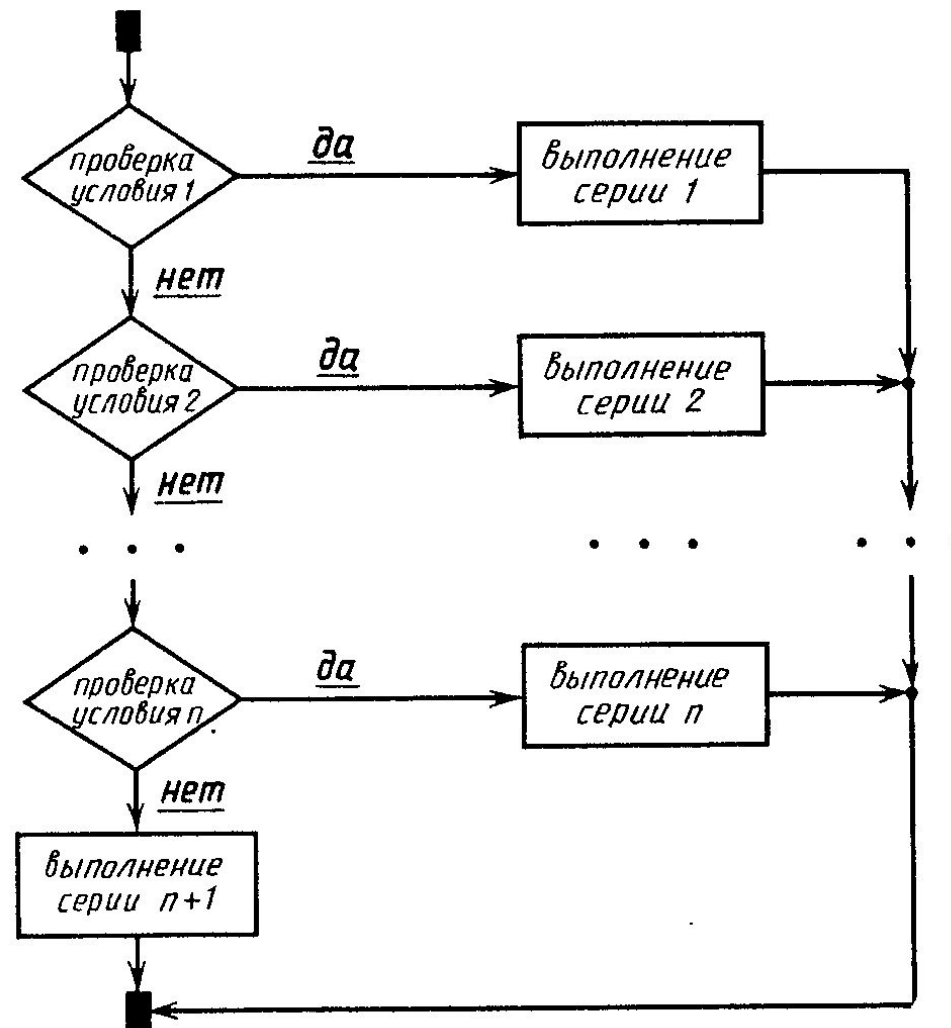 проверка
условия 1
да
выполнение
серии 1
нет
проверка
условия 2
да
выполнение
серии 2
нет
проверка
условия n
да
выполнение
серии n
нет
выполнение
серии n+1